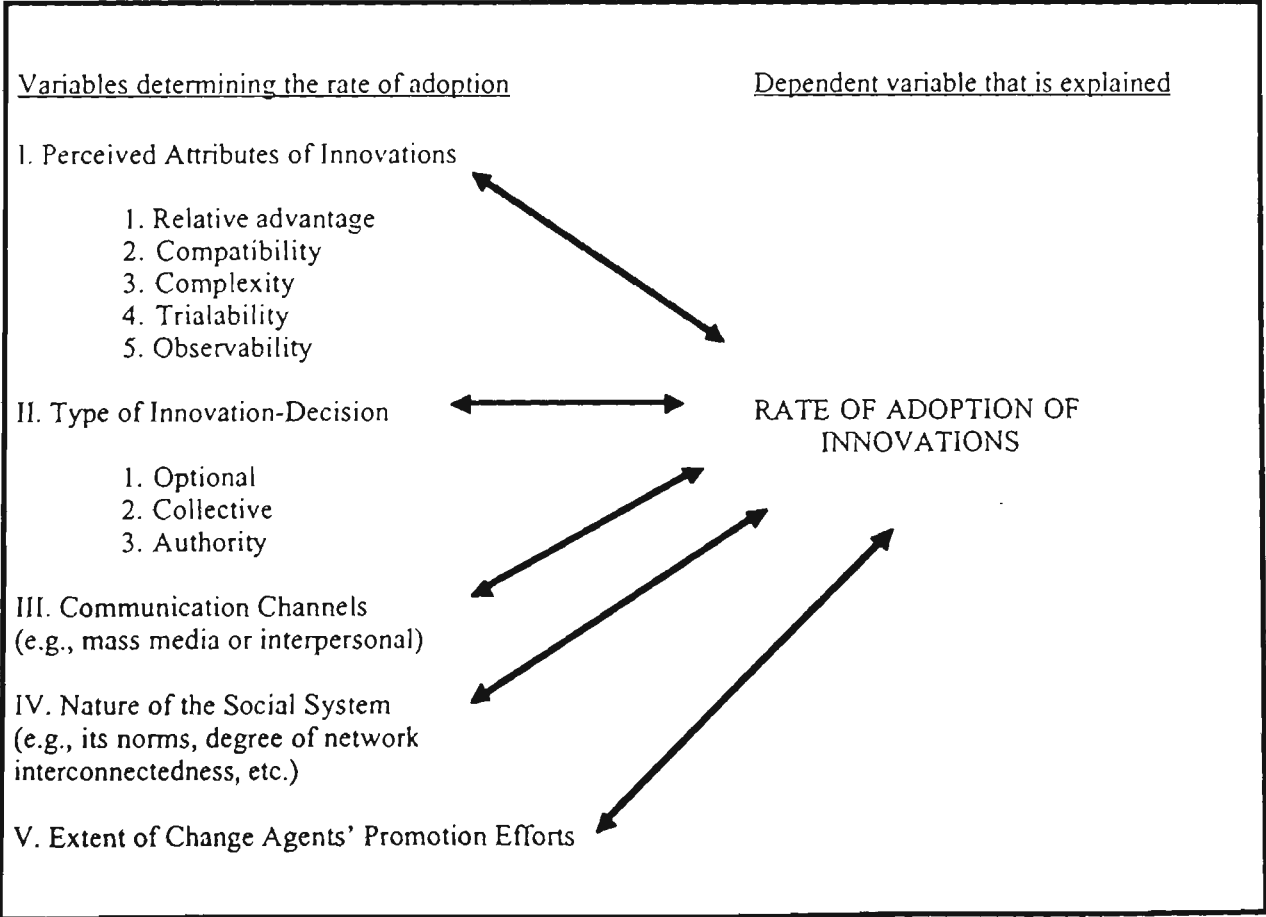 Variables determining the rate of adoption
Dependent variable that is explained
I. Perceived Attributes of Innovations
1. Relative advantage
2. Compatibility
3. Complexity
4. Trialability
5. Observability
II. Type of Innovation-Decision
RATE OF ADOPTION OF
INNOVATIONS
1. Optional
2. Collective
3. Authority
III. Communication Channels
(e.g., mass media or interpersonal)
IV. Nature of the Social System
(e.g., its norms, degree of network
interconnectedness, etc.)
V. Extent of Change Agents' Promotion Efforts